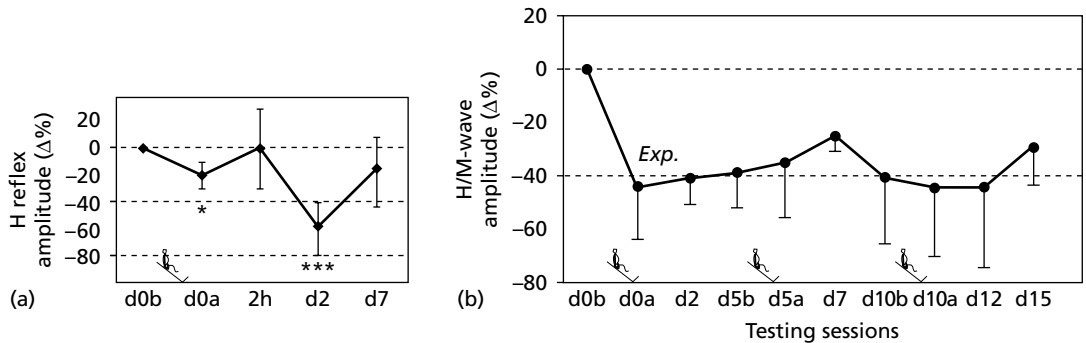 H reflex
amplitude (Δ%)
20
0
−20
−40
−60
−80
*
***
d0b d0a 2h d2 d7
(a)
H/M-wave
amplitude (Δ%)
20
0
−20
−40
−60
−80
Exp.
d0b d0a d2 d5b d5a d7 d10b d10a d12 d15
(b)
Testing sessions